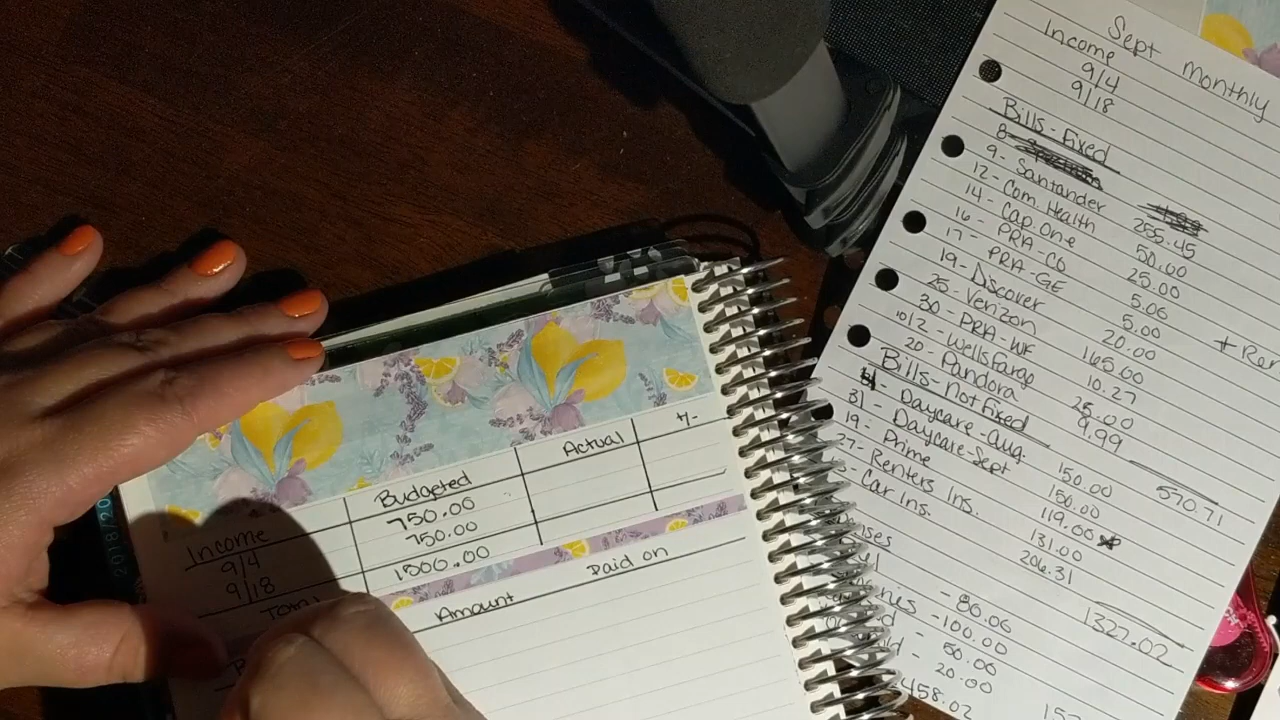 Income
Budgeted
Actual
7-
9/4
750.00
9/18
750.00
Total
1500.00
Amount
Paid on
2018/20
Sept Monthly
Income
9/4
9/18
Bills - Fixed
8-
9- Santander 255.45
12- Com. Health 50.00
14- Cap. One 25.00
16- PRA-CO 5.06
17- PRA-GE 5.00
19- Discover 20.00
25- Verizon 165.00
30- PRA-WF 10.27
10/2- Wells Fargo 25.00
20- Pandora 9.99
570.71
Bills - Not Fixed
Daycare-Aug. 150.00
31- Daycare-Sept 150.00
19- Prime 119.00
27- Renters Ins. 131.00
Car Ins. 206.31
1327.02
-80.00
-100.00
50.00
- 20.00
458.02